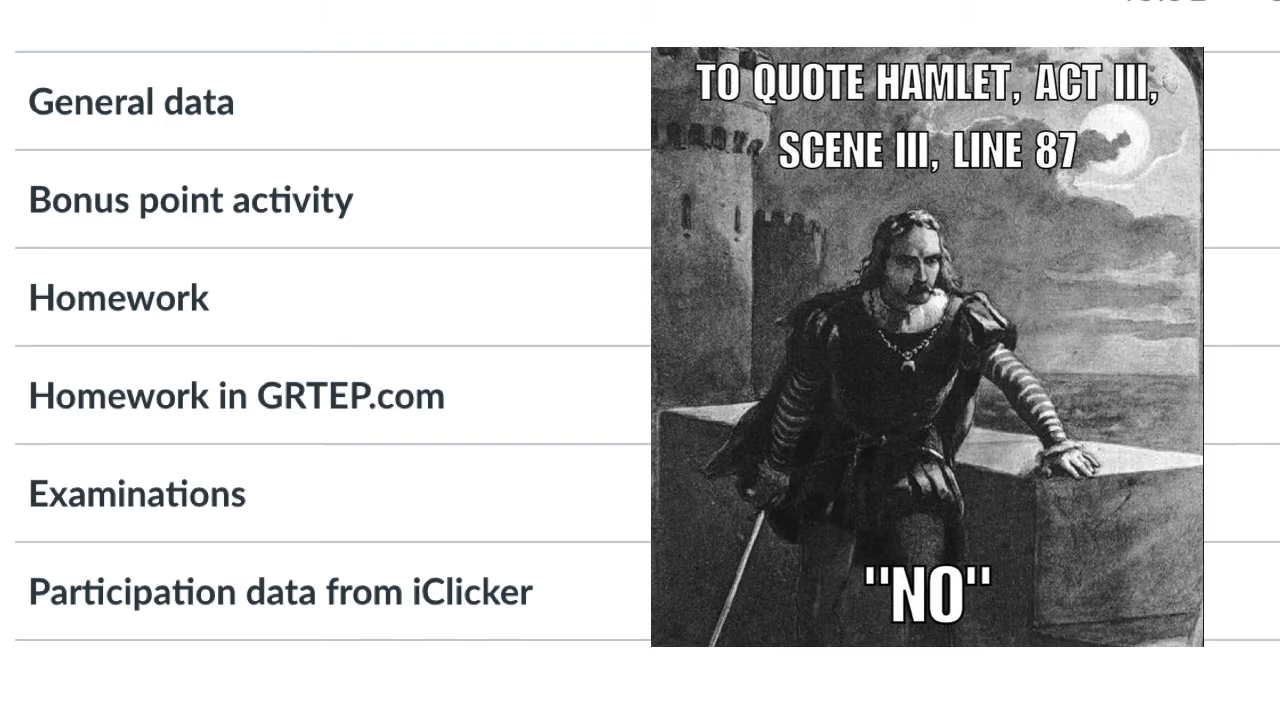 General data
Bonus point activity
Homework
Homework in GRTEP.com
Examinations
Participation data from iClicker
TO QUOTE HAMLET, ACT III,
SCENE III, LINE 87
"NO"